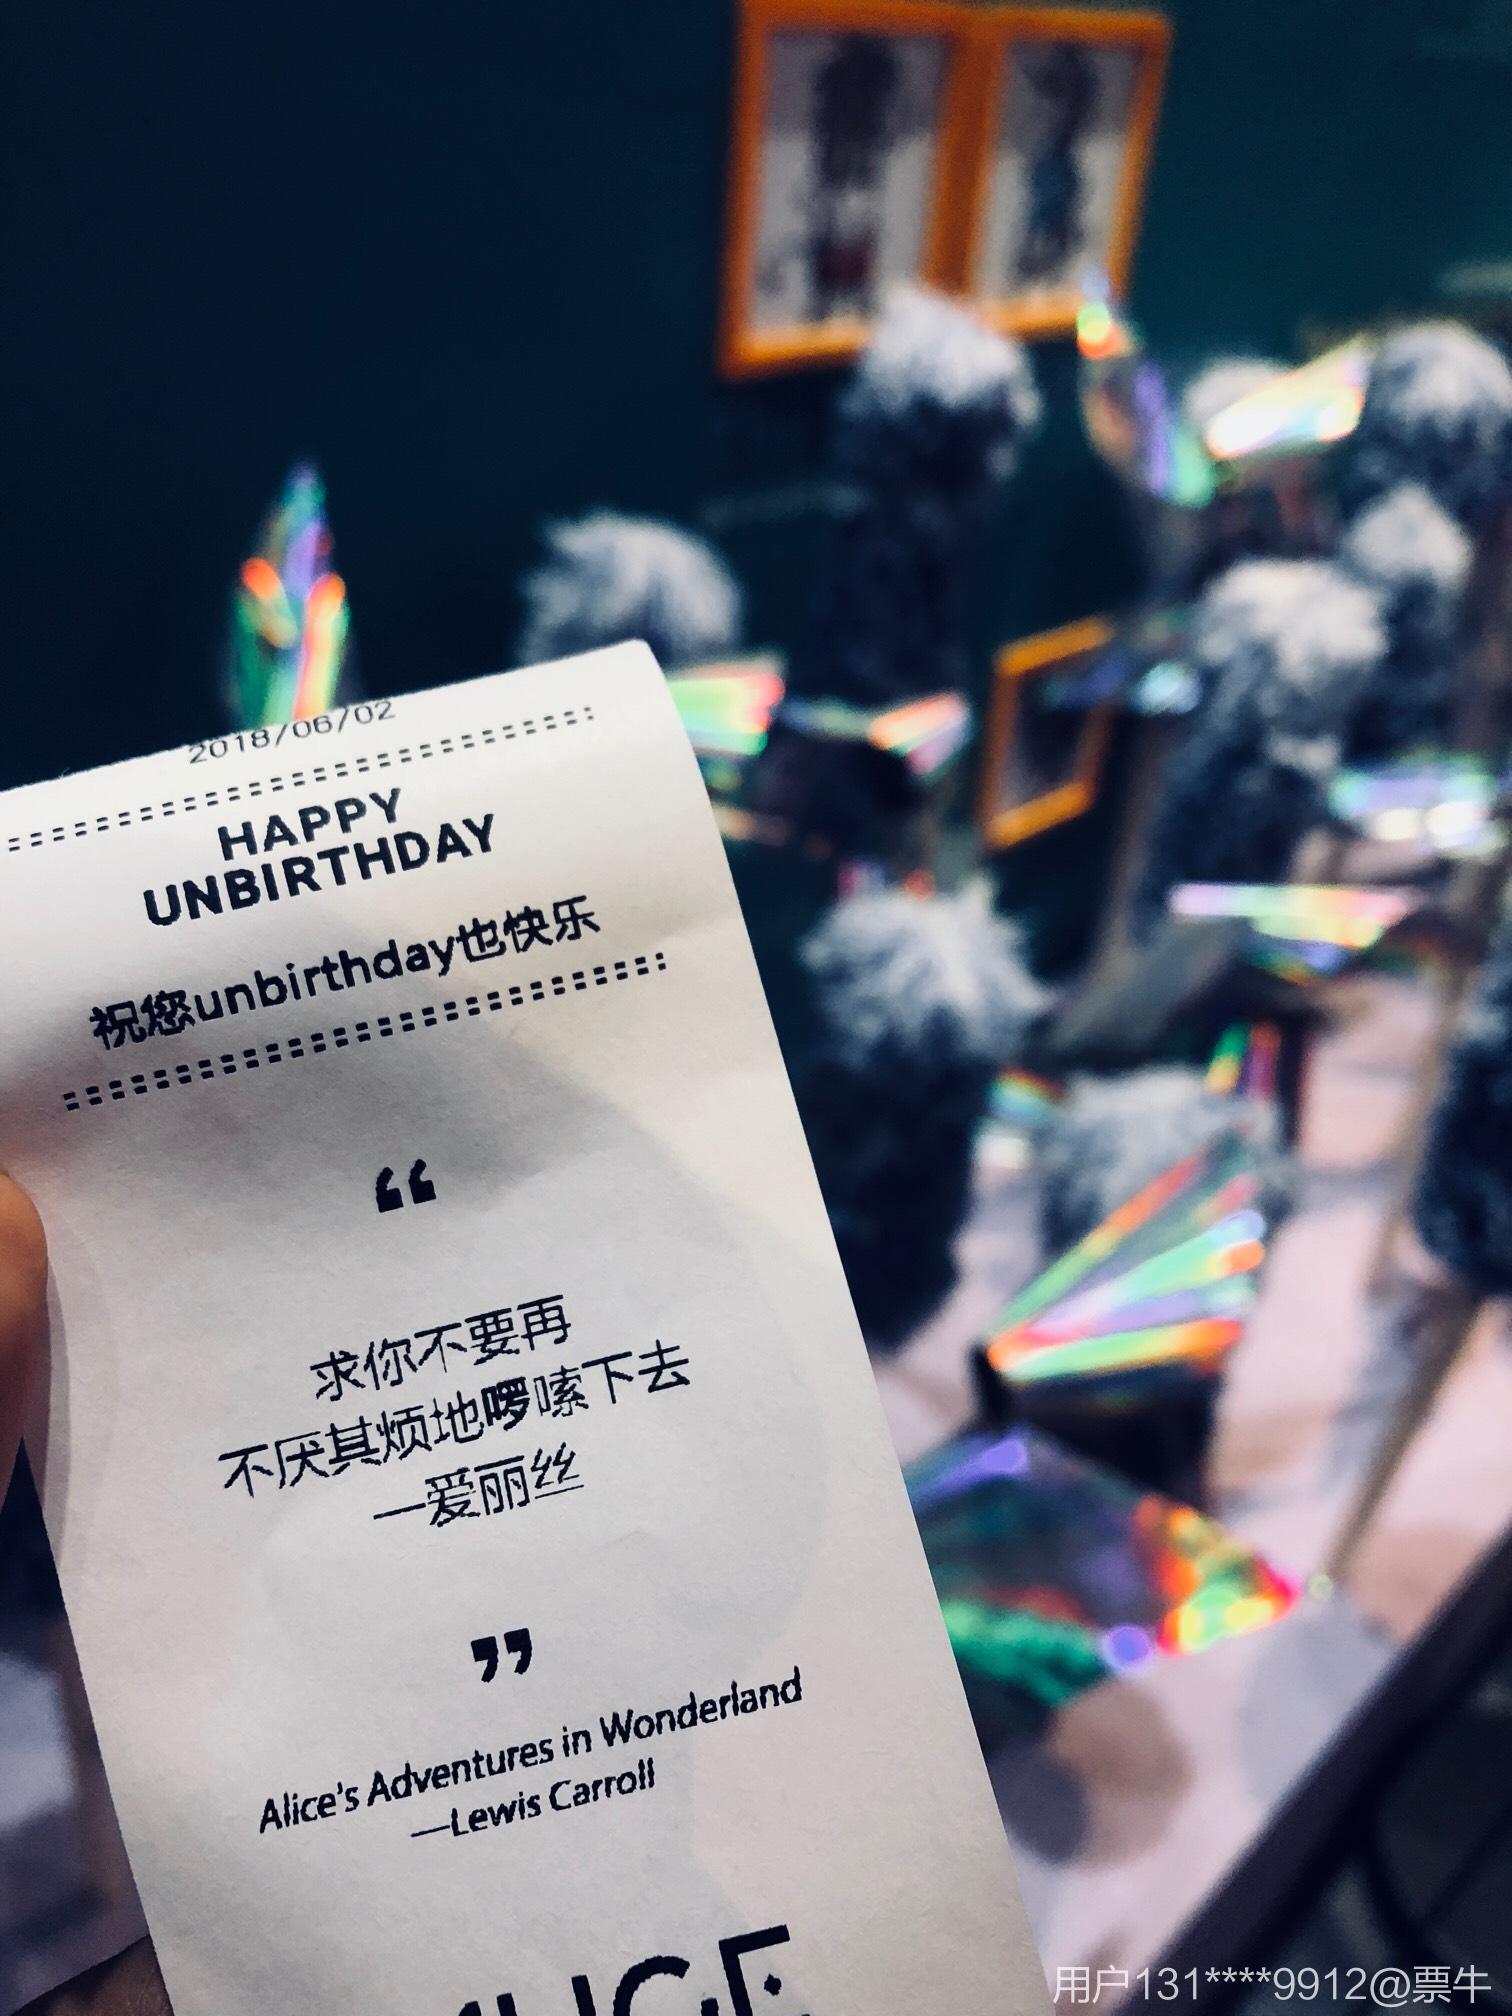 2018/06/02
HAPPY
UNBIRTHDAY
祝您unbirthday也快乐
“
求你不要再
不厌其烦地啰嗦下去
—爱丽丝
”
Alice's Adventures in Wonderland
—Lewis Carroll
用户131****9912@票牛